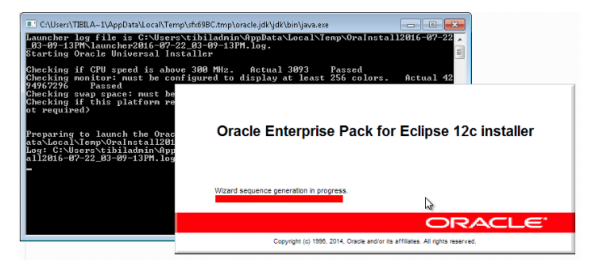 C:\Users\TIBILA~1\AppData\Local\Temp\sfx69BC.tmp\oracle.jdk\jdk\bin\java.exe
Launcher log file is C:\Users\tibiladmin\AppData\Local\Temp\OraInstall2016-07-22
_03-09-13PM\launcher2016-07-22_03-09-13PM.log.
Starting Oracle Universal Installer
Checking if CPU speed is above 300 MHz. Actual 3093 Passed
Checking monitor: must be configured to display at least 256 colors. Actual 42
94967296 Passed
Checking swap space: must be
Checking if this platform re
ot required)
Preparing to launch the Orac
ata\Local\Temp\OraInstall201
Log: C:\Users\tibiladmin\App
all2016-07-22_03-09-13PM.log
Oracle Enterprise Pack for Eclipse 12c installer
Wizard sequence generation in progress.
ORACLE
Copyright (c) 1996, 2014, Oracle and/or its affiliates. All rights reserved.